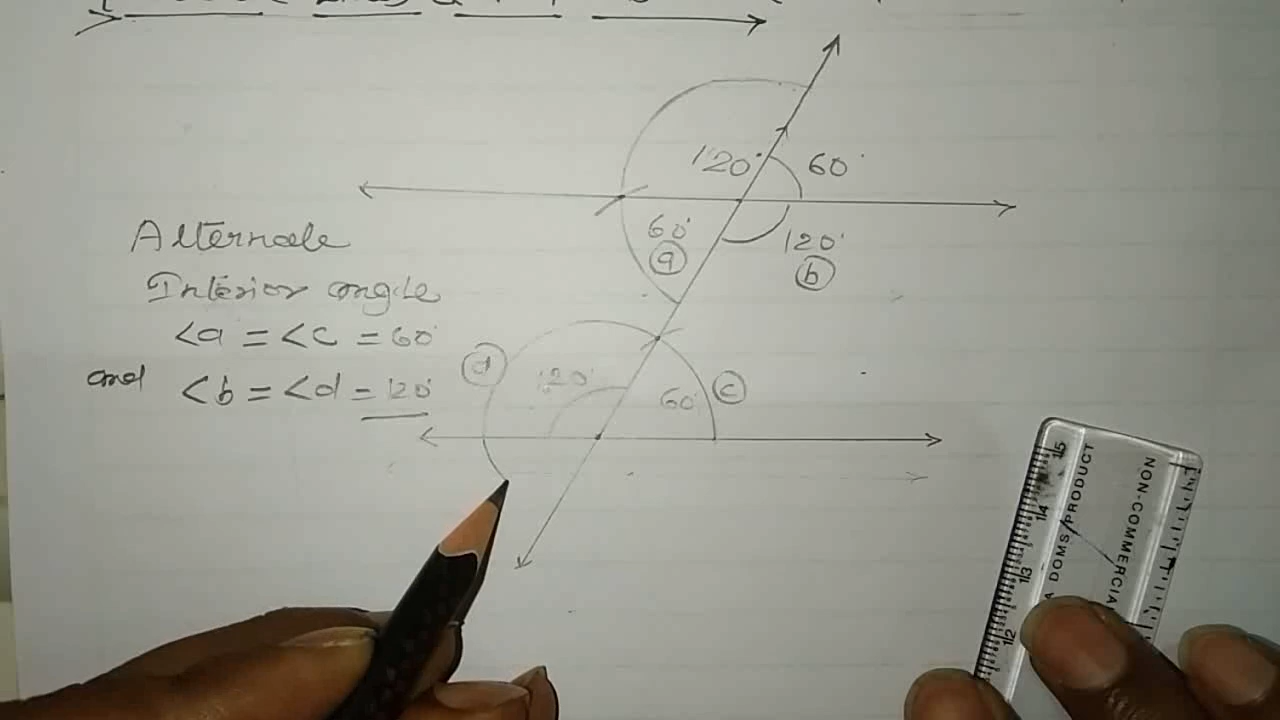 120° 60°
60° 120°
a b
Alternate
Interior angle
<a = <c = 60°
and <b = <d = 120°
d 120° 60° c
15 14 13 12
DOMS PRODUCT
NON-COMMERCIAL